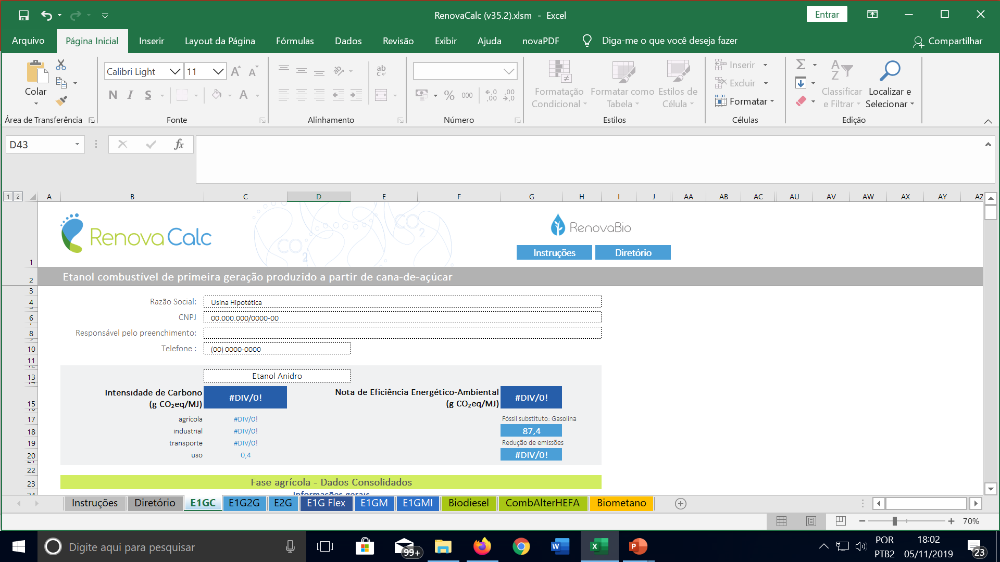 RenovaCalc (v35.2).xlsm - Excel
Entrar
Arquivo
Página Inicial
Inserir
Layout da Página
Fórmulas
Dados
Revisão
Exibir
Ajuda
novaPDF
Diga-me o que você deseja fazer
Compartilhar
Colar
Calibri Light
11
N I S
A
ab
% 000
Formatação Condicional
Formatar como Tabela
Estilos de Célula
Inserir
Excluir
Formatar
Classificar e Filtrar
Localizar e Selecionar
Área de Transferência
Fonte
Alinhamento
Número
Estilos
Células
Edição
D43
fx
1 2
A B C D E F G H I J AA AB AC AU AV AW AX AY AZ
RenovaCalc
CO2
CO2
RenovaBio
Instruções
Diretório
1
2 Etanol combustível de primeira geração produzido a partir de cana-de-açúcar
3
4 Razão Social: Usina Hipotética
6 CNPJ 00.000.000/0000-00
8 Responsável pelo preenchimento:
10 Telefone : (00) 0000-0000
11
13 Etanol Anidro
15 Intensidade de Carbono (g CO₂eq/MJ) #DIV/0! Nota de Eficiência Energético-Ambiental (g CO₂eq/MJ) #DIV/0!
17 agrícola #DIV/0! Fóssil substituto: Gasolina
18 industrial #DIV/0! 87,4
19 transporte #DIV/0! Redução de emissões
20 uso 0,4 #DIV/0!
22
23 Fase agrícola - Dados Consolidados
24 Informações gerais
Instruções
Diretório
E1GC
E1G2G
E2G
E1G Flex
E1GM
E1GMI
Biodiesel
CombAlterHEFA
Biometano
70%
Digite aqui para pesquisar
99+
POR
PTB2
18:02
05/11/2019
23